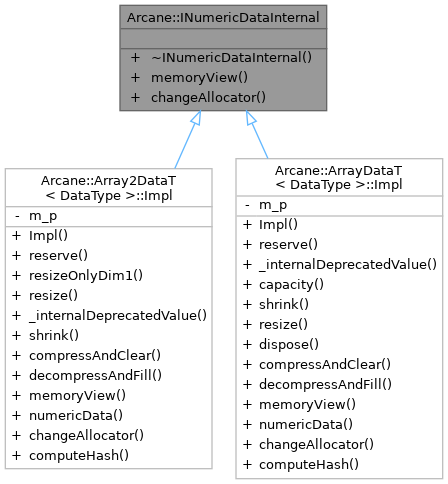 Arcane::INumericDataInternal
+ ~INumericDataInternal()
+ memoryView()
+ changeAllocator()
Arcane::Array2DataT
< DataType >::Impl
- m_p
+ Impl()
+ reserve()
+ resizeOnlyDim1()
+ resize()
+ _internalDeprecatedValue()
+ shrink()
+ compressAndClear()
+ decompressAndFill()
+ memoryView()
+ numericData()
+ changeAllocator()
+ computeHash()
Arcane::ArrayDataT
< DataType >::Impl
- m_p
+ Impl()
+ reserve()
+ _internalDeprecatedValue()
+ capacity()
+ shrink()
+ resize()
+ dispose()
+ compressAndClear()
+ decompressAndFill()
+ memoryView()
+ numericData()
+ changeAllocator()
+ computeHash()